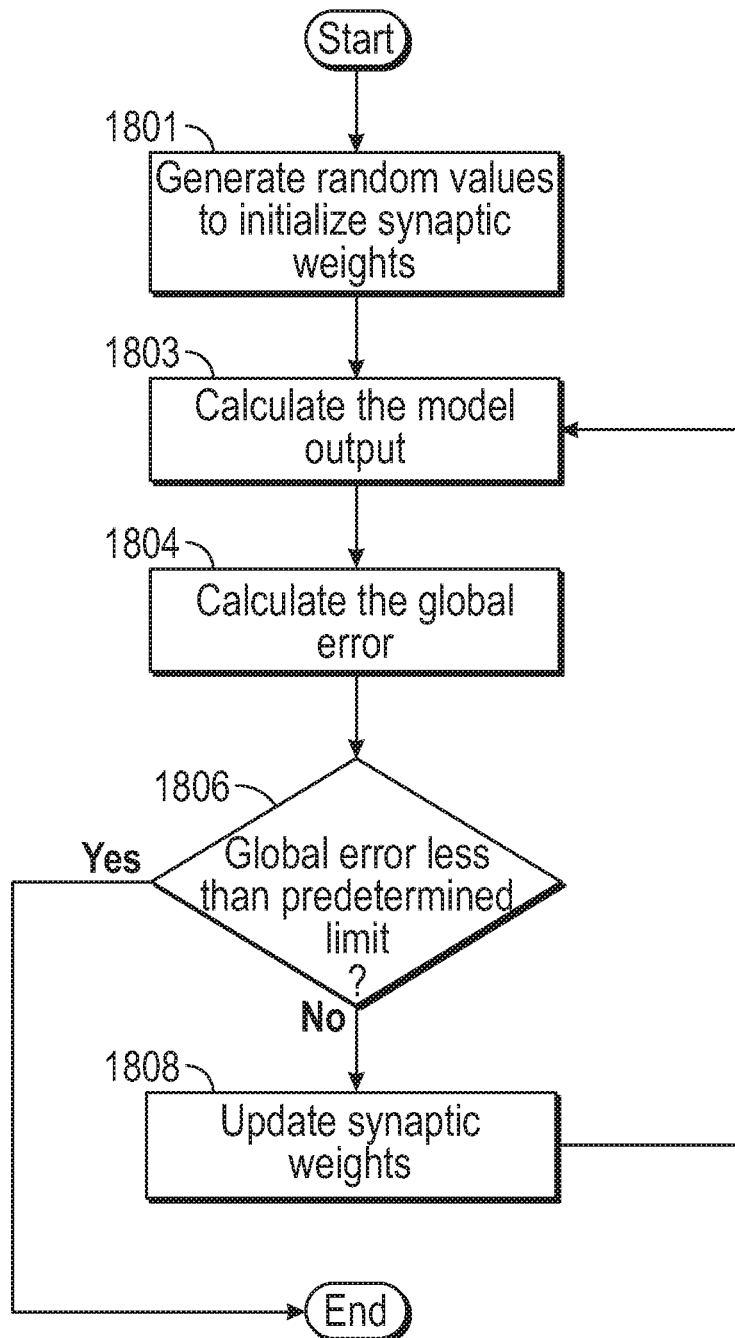 Start
1801
Generate random values
to initialize synaptic
weights
1803
Calculate the model
output
1804
Calculate the global
error
1806
Yes
Global error less
than predetermined
limit
?
No
1808
Update synaptic
weights
End